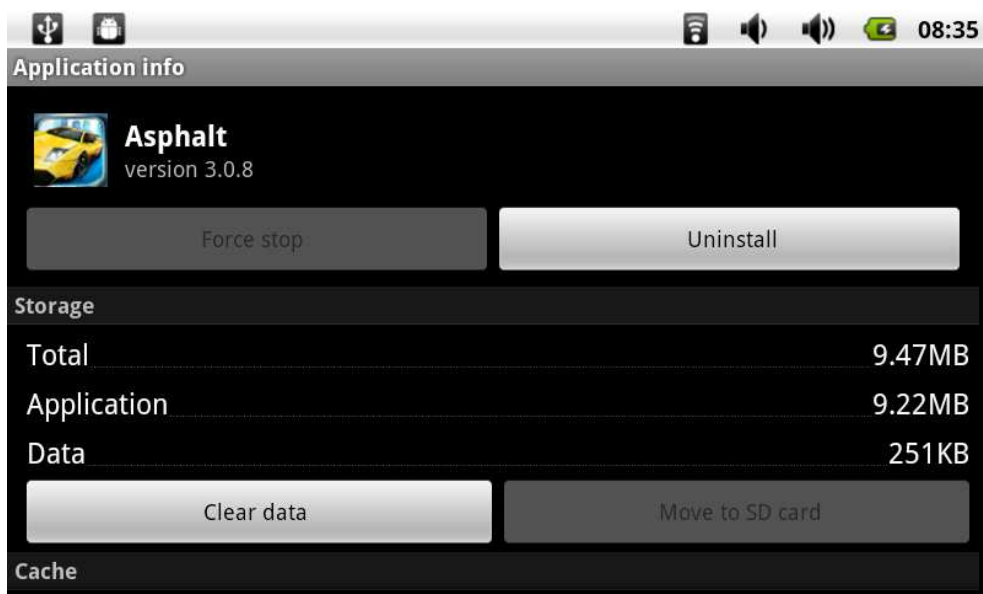 08:35
Application info
Asphalt
version 3.0.8
Force stop
Uninstall
Storage
Total 9.47MB
Application 9.22MB
Data 251KB
Clear data
Move to SD card
Cache